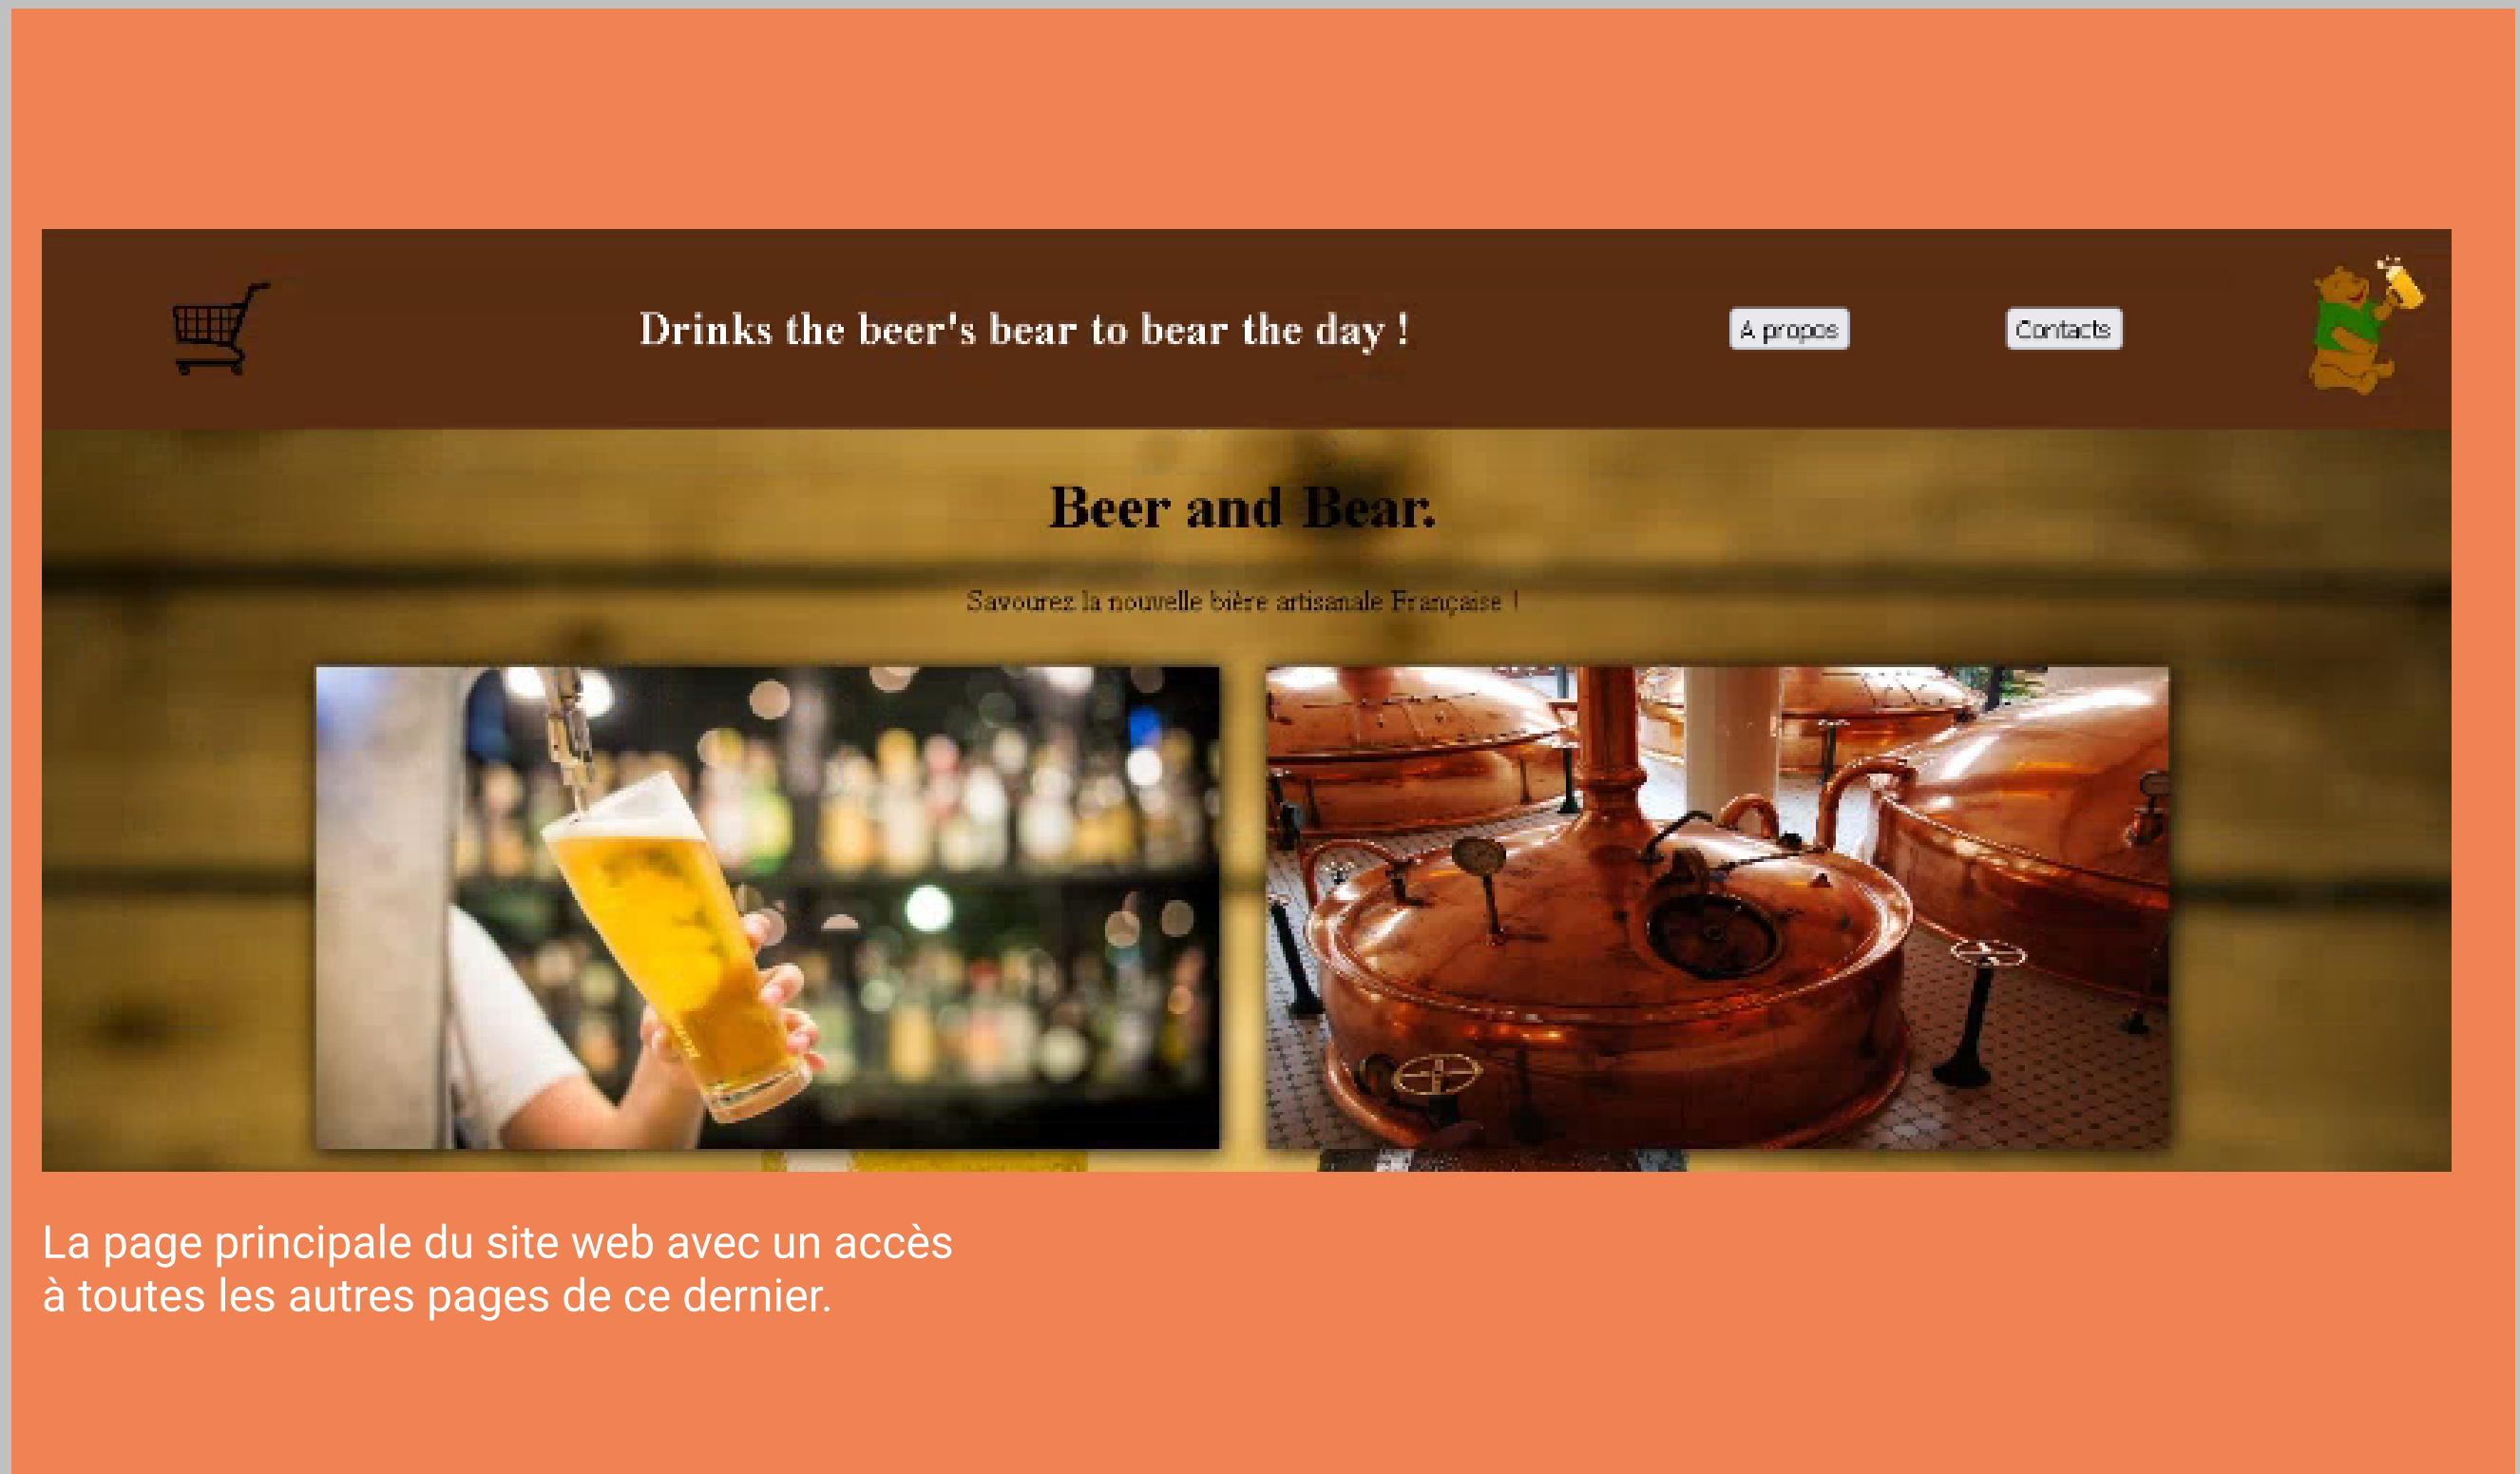 Drinks the beer's bear to bear the day !
A propos
Contacts
Beer and Bear.
Savourez la nouvelle bière artisanale Française !
La page principale du site web avec un accès
à toutes les autres pages de ce dernier.